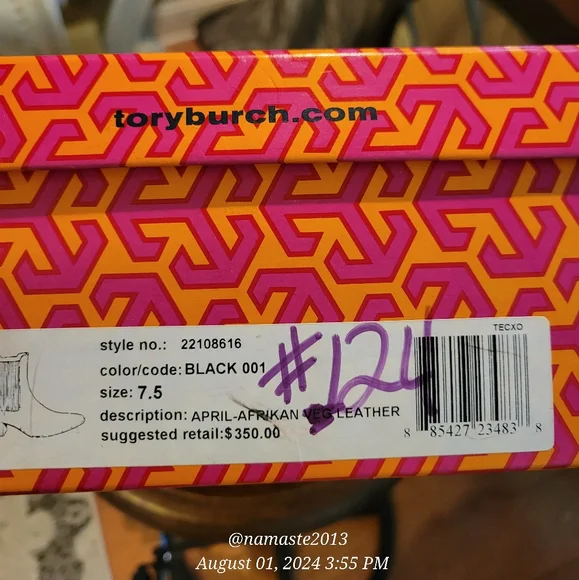 toryburch.com
TECXO
style no.: 22108616
color/code: BLACK 001
#124
size: 7.5
description: APRIL-AFRIKAN VEG LEATHER
suggested retail:$350.00
8 85427 23483 8
@namaste2013
August 01, 2024 3:55 PM